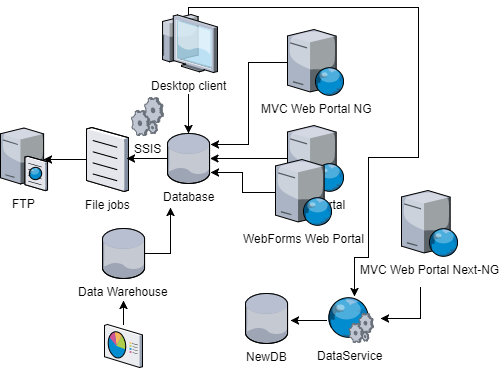 Desktop client
MVC Web Portal NG
SSIS
FTP
File jobs
Database
WebForms Web Portal
MVC Web Portal Next-NG
Data Warehouse
NewDB
DataService